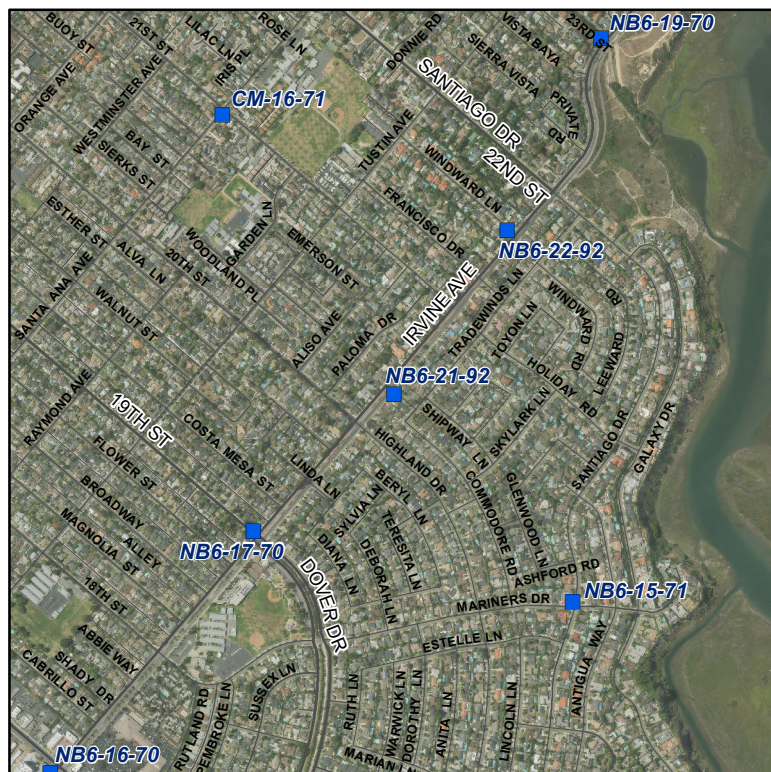 BUOY ST
21ST ST
LILAC LN
ROSE LN
IRIS PL
DONNIE RD
VISTA BAYA
23RD ST
NB6-19-70
SIERRA VISTA
ORANGE AVE
WESTMINSTER AVE
CM-16-71
SANTIAGO DR
PRIVATE RD
BAY ST
SIERKS ST
TUSTIN AVE
WINDWARD LN
22ND ST
ESTHER ST
ALVA LN
GARDEN LN
FRANCISCO DR
NB6-22-92
SANTA ANA AVE
20TH ST
WOODLAND PL
EMERSON ST
IRVINE AVE
TRADEWINDS LN
WINDWARD RD
RD
WALNUT ST
ALISO AVE
PALOMA DR
TOYON LN
LEEWARD
HOLIDAY RD
NB6-21-92
RAYMOND AVE
19TH ST
COSTA MESA ST
SHIPWAY LN
SKYLARK LN
SANTIAGO DR
GALAXY DR
FLOWER ST
LINDA LN
HIGHLAND DR
BROADWAY
BERYL LN
COMMODORE RD
GLENWOOD LN
MAGNOLIA ST
ALLEY
SYLVIA LN
TERESITA LN
NB6-17-70
DIANA LN
DEBORAH LN
18TH ST
DOVER DR
ASHFORD RD
MARINERS DR
NB6-15-71
ABBIE WAY
SHADY DR
CABRILLO ST
ESTELLE LN
ANTIGUA WAY
RUTLAND RD
PEMBROKE LN
SUSSEX LN
RUTH LN
WARWICK LN
DOROTHY LN
ANITA LN
LINCOLN LN
NB6-16-70
MARIAN LN